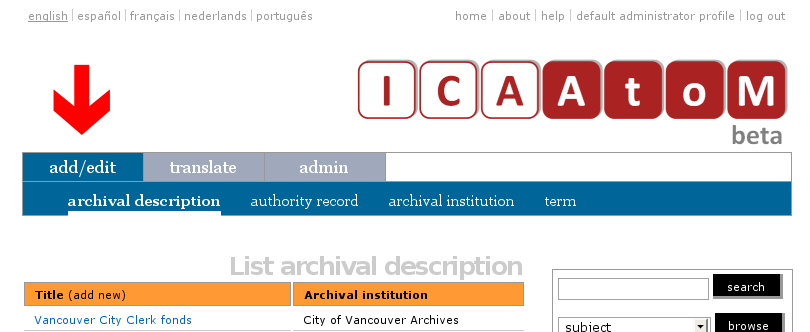 english español français nederlands português home about help default administrator profile log out
I C A A t o M
beta
add/edit translate admin
archival description authority record archival institution term
List archival description
Title (add new) Archival institution
search
Vancouver City Clerk fonds City of Vancouver Archives
subject browse